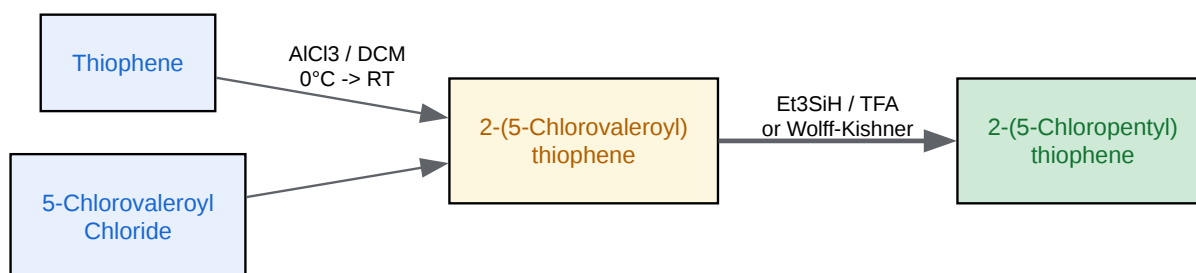 Thiophene
AlCl3 / DCM
0°C -> RT
5-Chlorovaleroyl
Chloride
2-(5-Chlorovaleroyl)
thiophene
Et3SiH / TFA
or Wolff-Kishner
2-(5-Chloropentyl)
thiophene